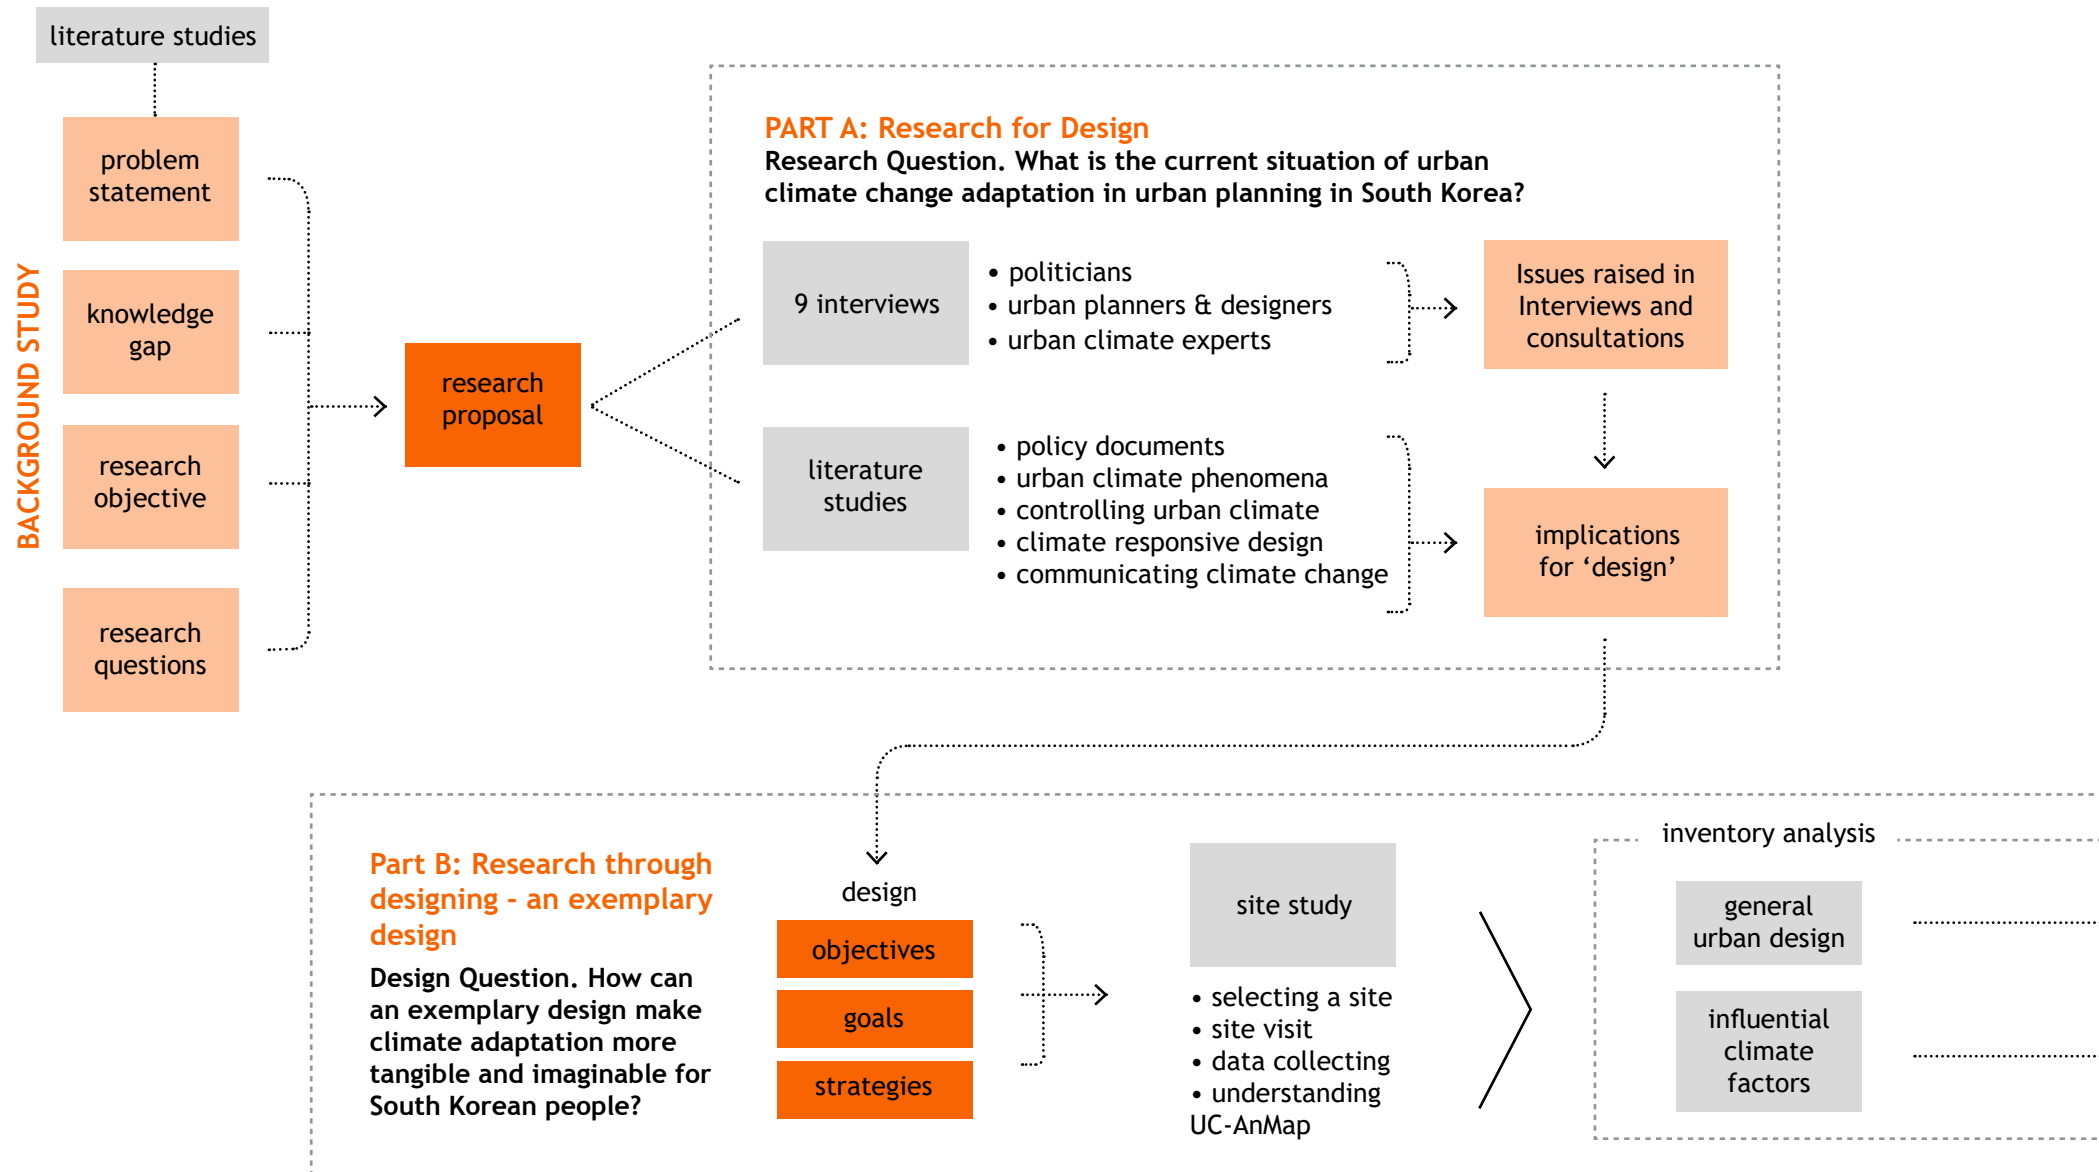 literature studies
BACKGROUND STUDY
problem
statement
knowledge
gap
research
objective
research
questions
research
proposal
PART A: Research for Design
Research Question. What is the current situation of urban
climate change adaptation in urban planning in South Korea?
9 interviews
• politicians
• urban planners & designers
• urban climate experts
Issues raised in
Interviews and
consultations
literature
studies
• policy documents
• urban climate phenomena
• controlling urban climate
• climate responsive design
• communicating climate change
implications
for ‘design’
Part B: Research through
designing - an exemplary
design
Design Question. How can
an exemplary design make
climate adaptation more
tangible and imaginable for
South Korean people?
design
objectives
goals
strategies
site study
• selecting a site
• site visit
• data collecting
• understanding
UC-AnMap
inventory analysis
general
urban design
influential
climate
factors